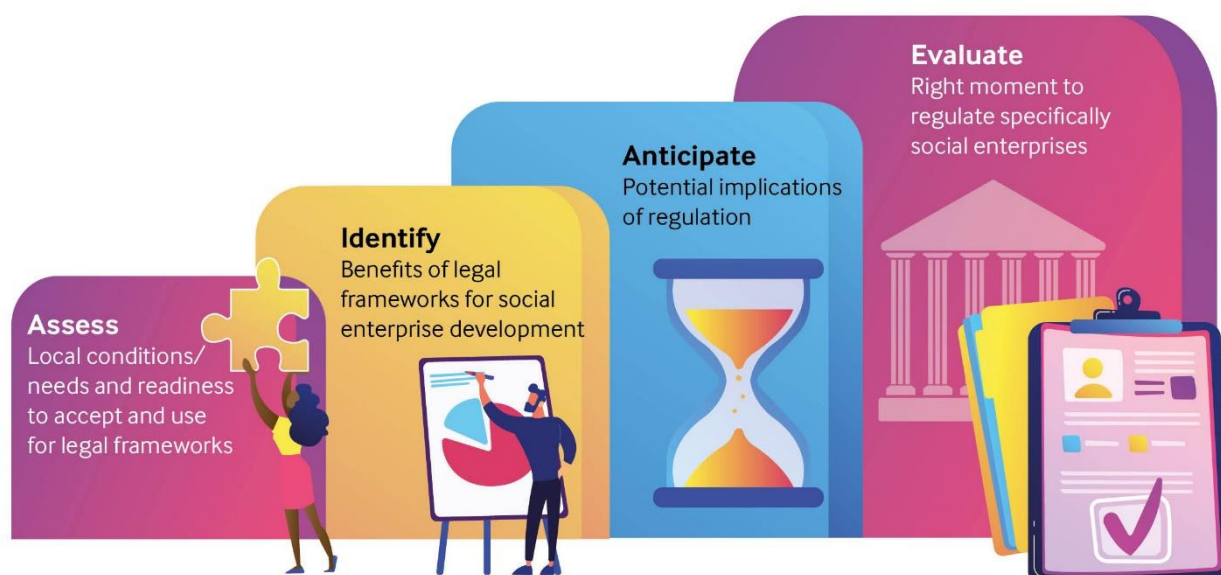 Assess
Local conditions/
needs and readiness
to accept and use
for legal frameworks
Identify
Benefits of legal
frameworks for social
enterprise development
Anticipate
Potential implications
of regulation
Evaluate
Right moment to
regulate specifically
social enterprises